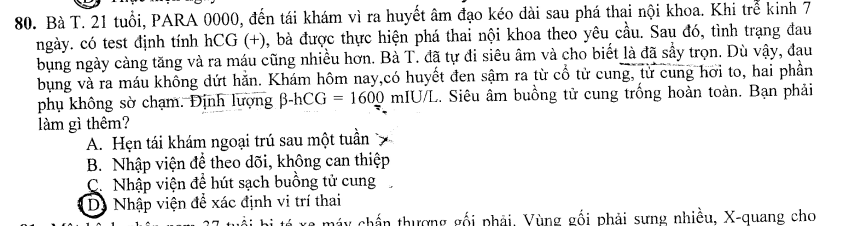 80. Bà T. 21 tuổi, PARA 0000, đến tái khám vì ra huyết âm đạo kéo dài sau phá thai nội khoa. Khi trễ kinh 7
ngày. có test định tính hCG (+), bà được thực hiện phá thai nội khoa theo yêu cầu. Sau đó, tình trạng đau
bụng ngày càng tăng và ra máu cũng nhiều hơn. Bà T. đã tự đi siêu âm và cho biết là đã sẩy trọn. Dù vậy, đau
bụng và ra máu không dứt hẳn. Khám hôm nay,có huyết đen sậm ra từ cổ tử cung, tử cung hơi to, hai phần
phụ không sờ chạm. Định lượng β-hCG = 1600 mIU/L. Siêu âm buồng tử cung trống hoàn toàn. Bạn phải
làm gì thêm?
A. Hẹn tái khám ngoại trú sau một tuần
B. Nhập viện để theo dõi, không can thiệp
C. Nhập viện để hút sạch buồng tử cung
D. Nhập viện để xác định vi trí thai
27 tuổi bị té xe máy chấn thương gối phải. Vùng gối phải sưng nhiều, X-quang cho